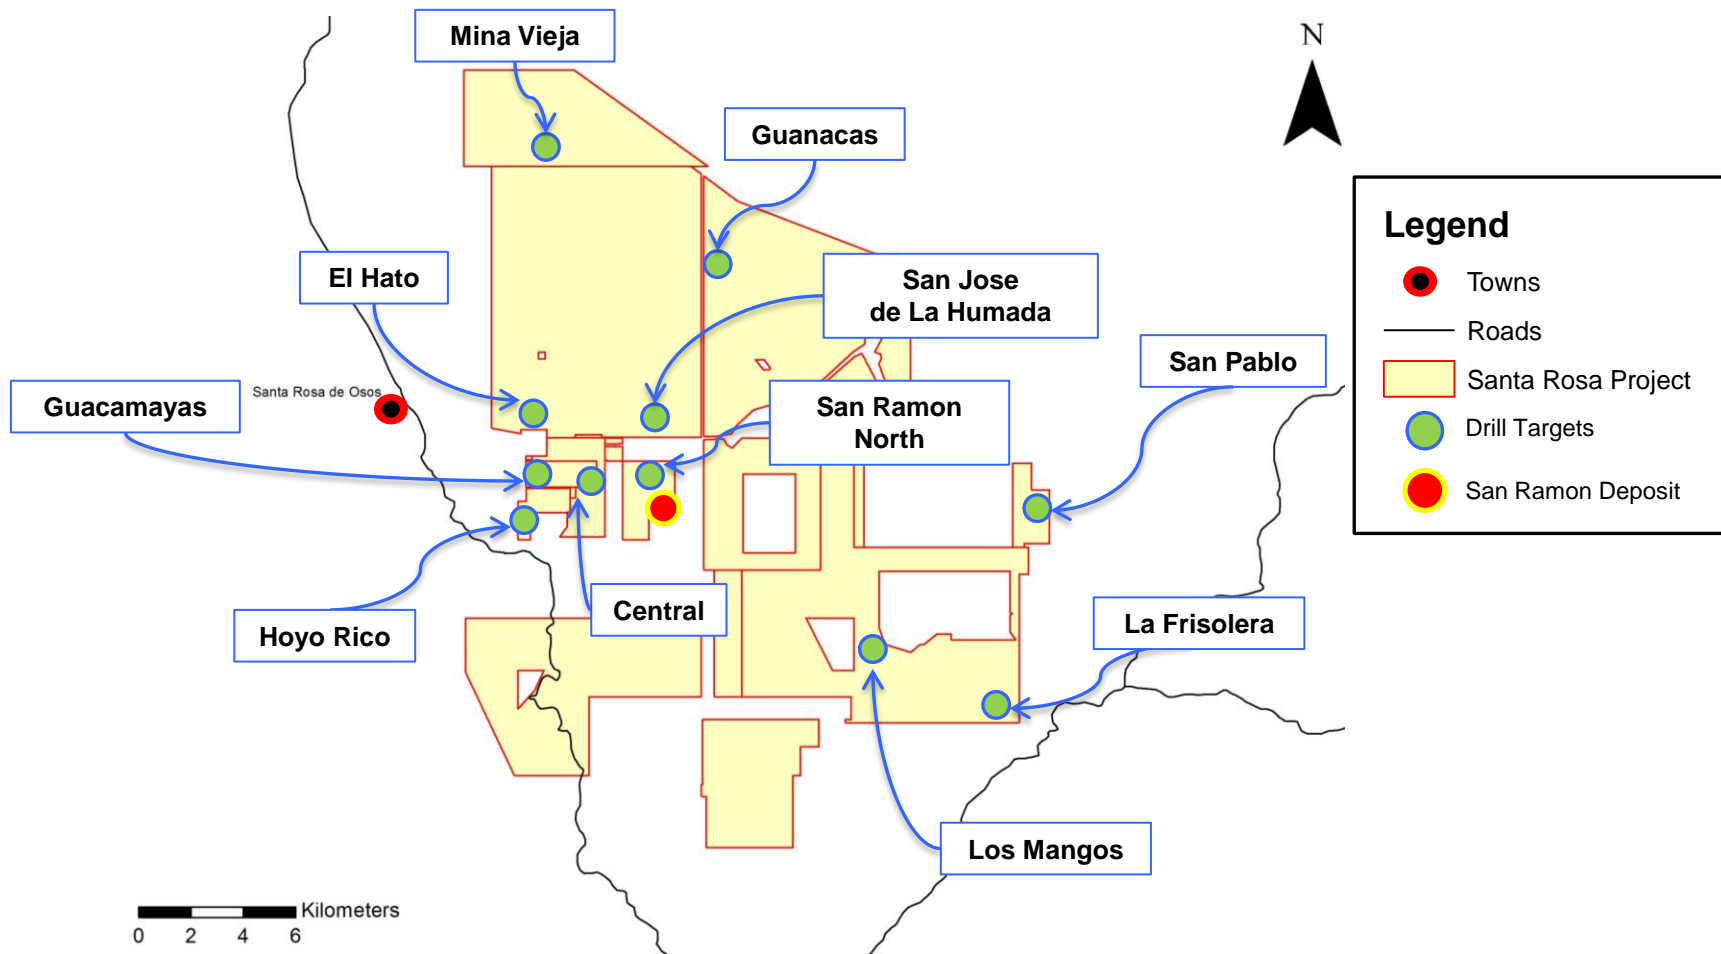 Mina Vieja
N
Guanacas
Legend
El Hato
San Jose
de La Humada
Towns
Roads
San Pablo
Santa Rosa Project
Santa Rosa de Osos
Guacamayas
San Ramon
North
Drill Targets
San Ramon Deposit
Central
Hoyo Rico
La Frisolera
Los Mangos
Kilometers
0 2 4 6